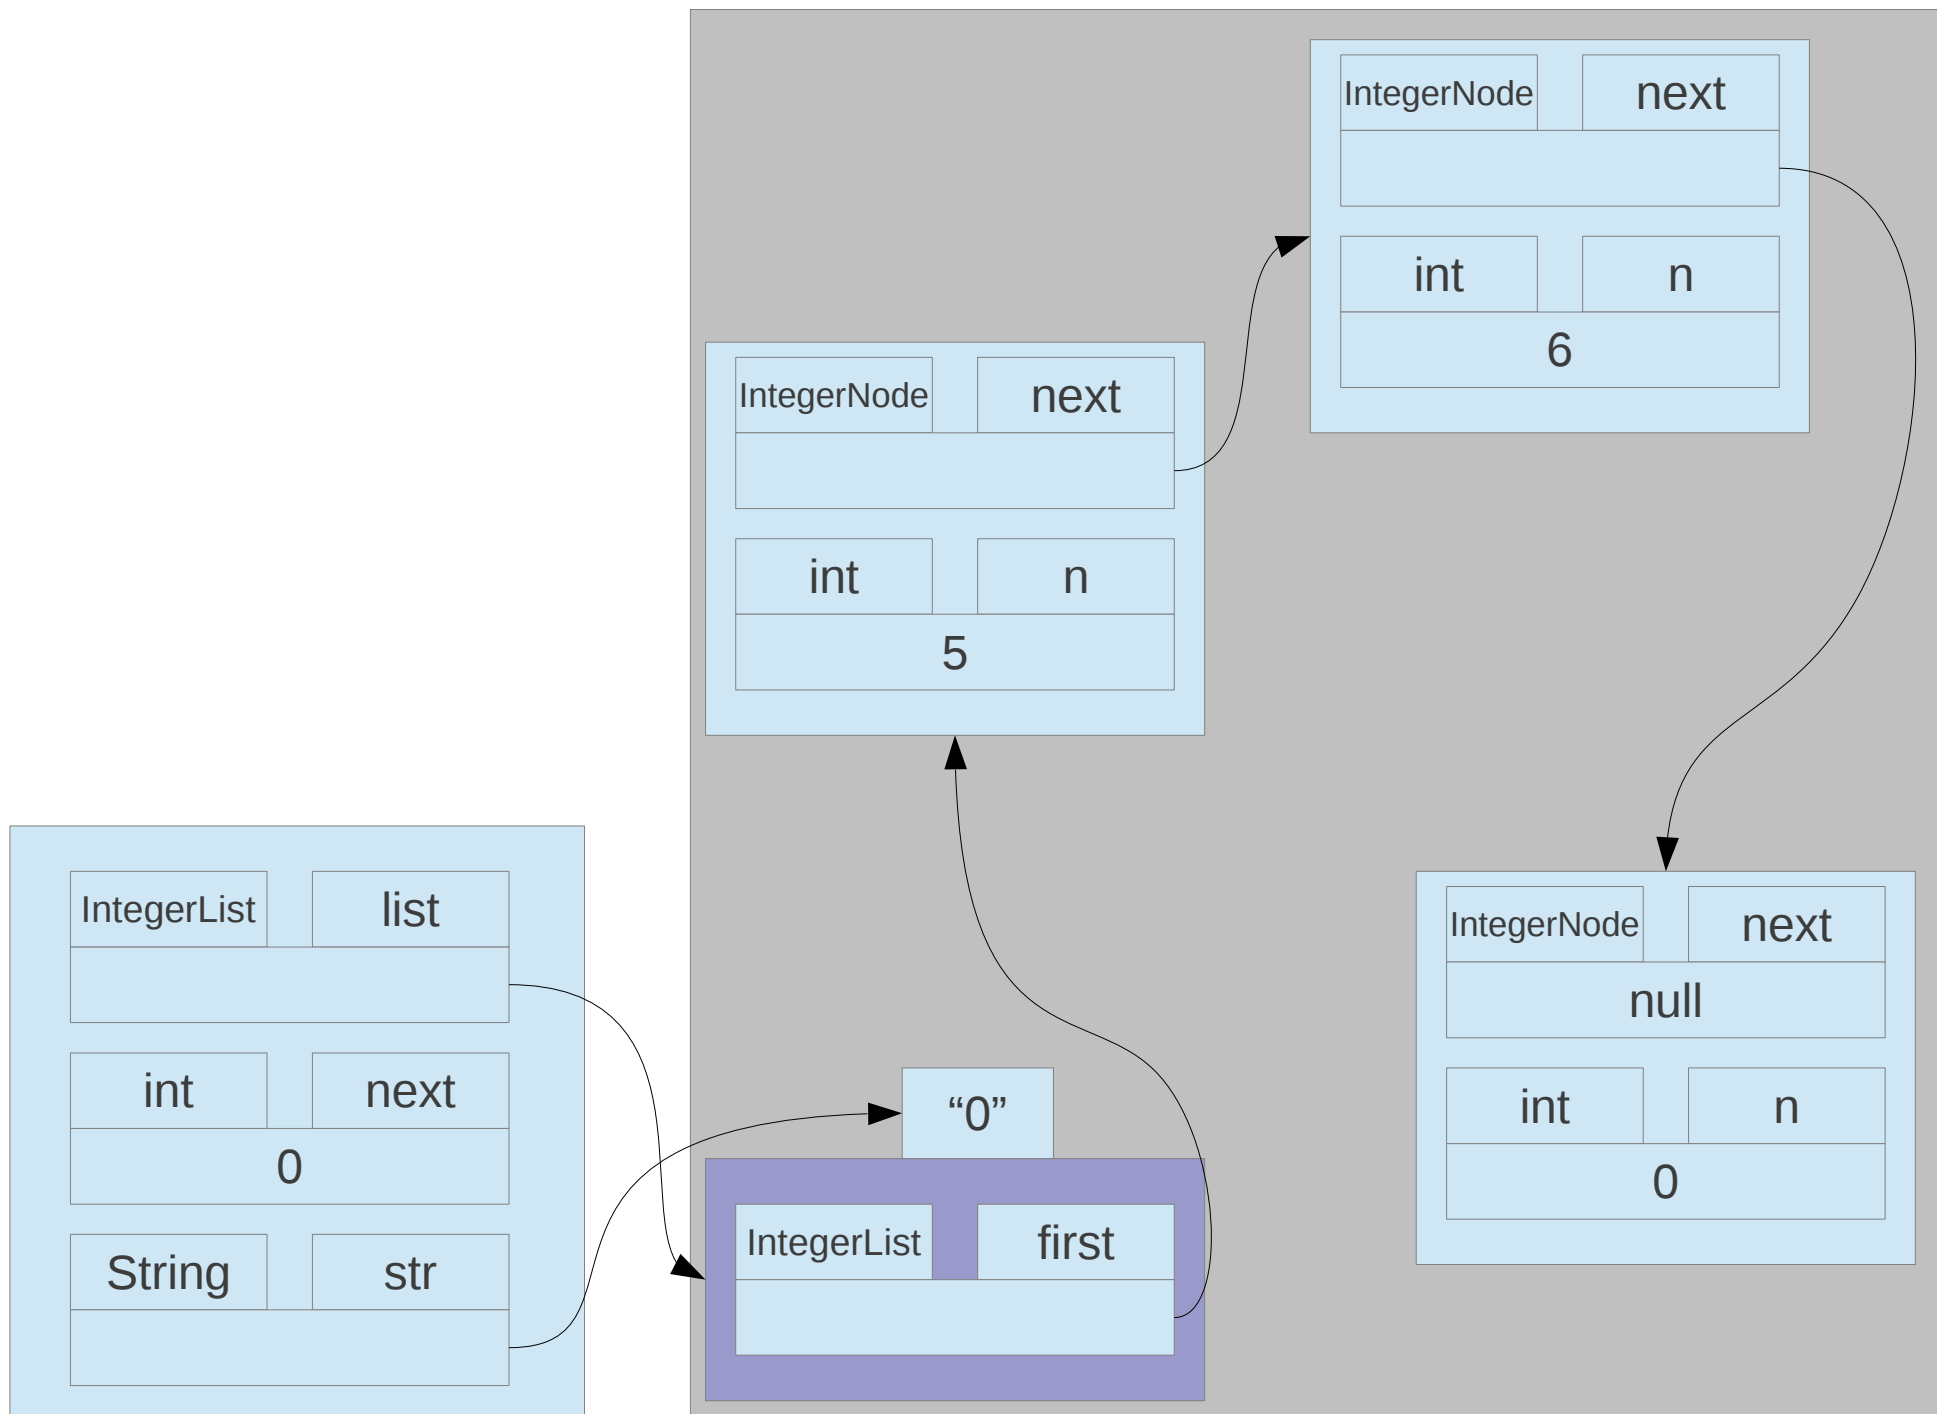 IntegerNode next
int n
6
IntegerNode next
int n
5
IntegerList list
int next
0
String str
“0”
IntegerList first
IntegerNode next
null
int n
0